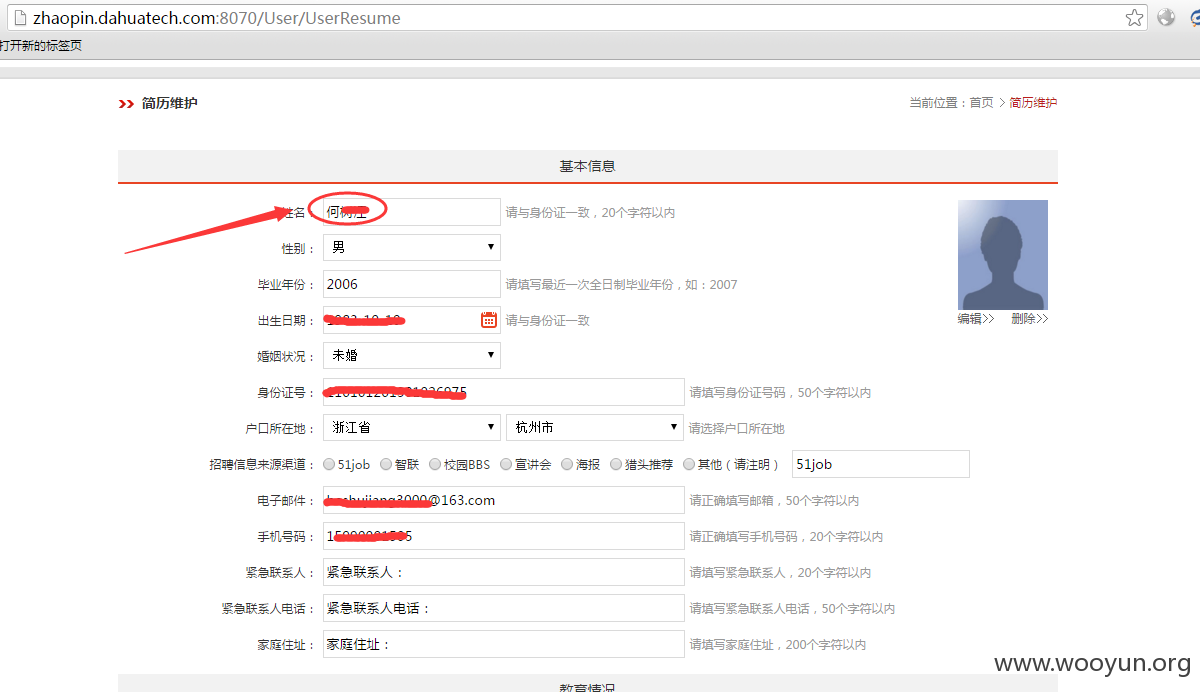 zhaopin.dahuatech.com:8070/User/UserResume
打开新的标签页
简历维护
当前位置：首页 > 简历维护
基本信息
姓名： 何 请与身份证一致，20个字符以内
性别： 男
毕业年份： 2006 请填写最近一次全日制毕业年份，如：2007
出生日期： 请与身份证一致
编辑>> 删除>>
婚姻状况： 未婚
身份证号： 请填写身份证号码，50个字符以内
户口所在地： 浙江省 杭州市 请选择户口所在地
招聘信息来源渠道： 51job 智联 校园BBS 宣讲会 海报 猎头推荐 其他（请注明） 51job
电子邮件： @163.com 请正确填写邮箱，50个字符以内
手机号码： 请正确填写手机号码，20个字符以内
紧急联系人： 紧急联系人： 请填写紧急联系人，20个字符以内
紧急联系人电话： 紧急联系人电话： 请填写紧急联系人电话，50个字符以内
家庭住址： 家庭住址： 请填写家庭住址，200个字符以内
www.wooyun.org
教育情况